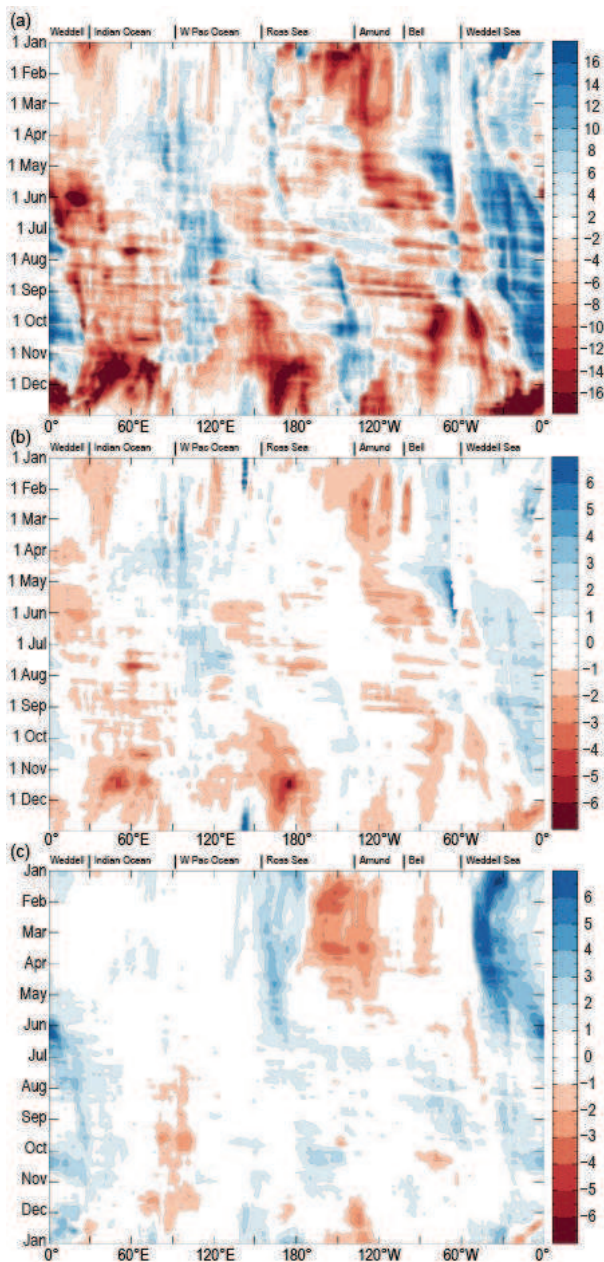 (a)
Weddell Indian Ocean W Pac Ocean Ross Sea Amund Bell Weddell Sea
1 Jan
1 Feb
1 Mar
1 Apr
1 May
1 Jun
1 Jul
1 Aug
1 Sep
1 Oct
1 Nov
1 Dec
16
14
12
10
8
6
4
2
0
-2
-4
-6
-8
-10
-12
-14
-16
0° 60°E 120°E 180° 120°W 60°W 0°
(b)
Weddell Indian Ocean W Pac Ocean Ross Sea Amund Bell Weddell Sea
1 Jan
1 Feb
1 Mar
1 Apr
1 May
1 Jun
1 Jul
1 Aug
1 Sep
1 Oct
1 Nov
1 Dec
6
5
4
3
2
1
0
-1
-2
-3
-4
-5
-6
0° 60°E 120°E 180° 120°W 60°W 0°
(c)
Weddell Indian Ocean W Pac Ocean Ross Sea Amund Bell Weddell Sea
Jan
Feb
Mar
Apr
May
Jun
Jul
Aug
Sep
Oct
Nov
Dec
Jan
6
5
4
3
2
1
0
-1
-2
-3
-4
-5
-6
0° 60°E 120°E 180° 120°W 60°W 0°